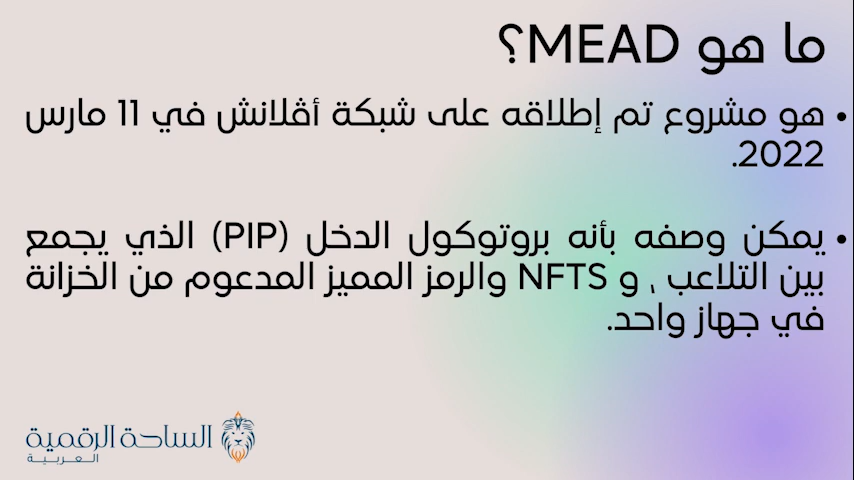 ما هو MEAD؟
• هو مشروع تم إطلاقه على شبكة أڤلانش في 11 مارس
2022.
• يمكن وصفه بأنه بروتوكول الدخل (PIP) الذي يجمع
بين التلاعب ، و NFTS والرمز المميز المدعوم من الخزانة
في جهاز واحد.
الساحة الرقمية
العربية